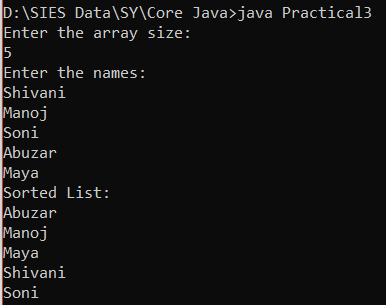 D:\SIES Data\SY\Core Java>java Practical3
Enter the array size:
5
Enter the names:
Shivani
Manoj
Soni
Abuzar
Maya
Sorted List:
Abuzar
Manoj
Maya
Shivani
Soni